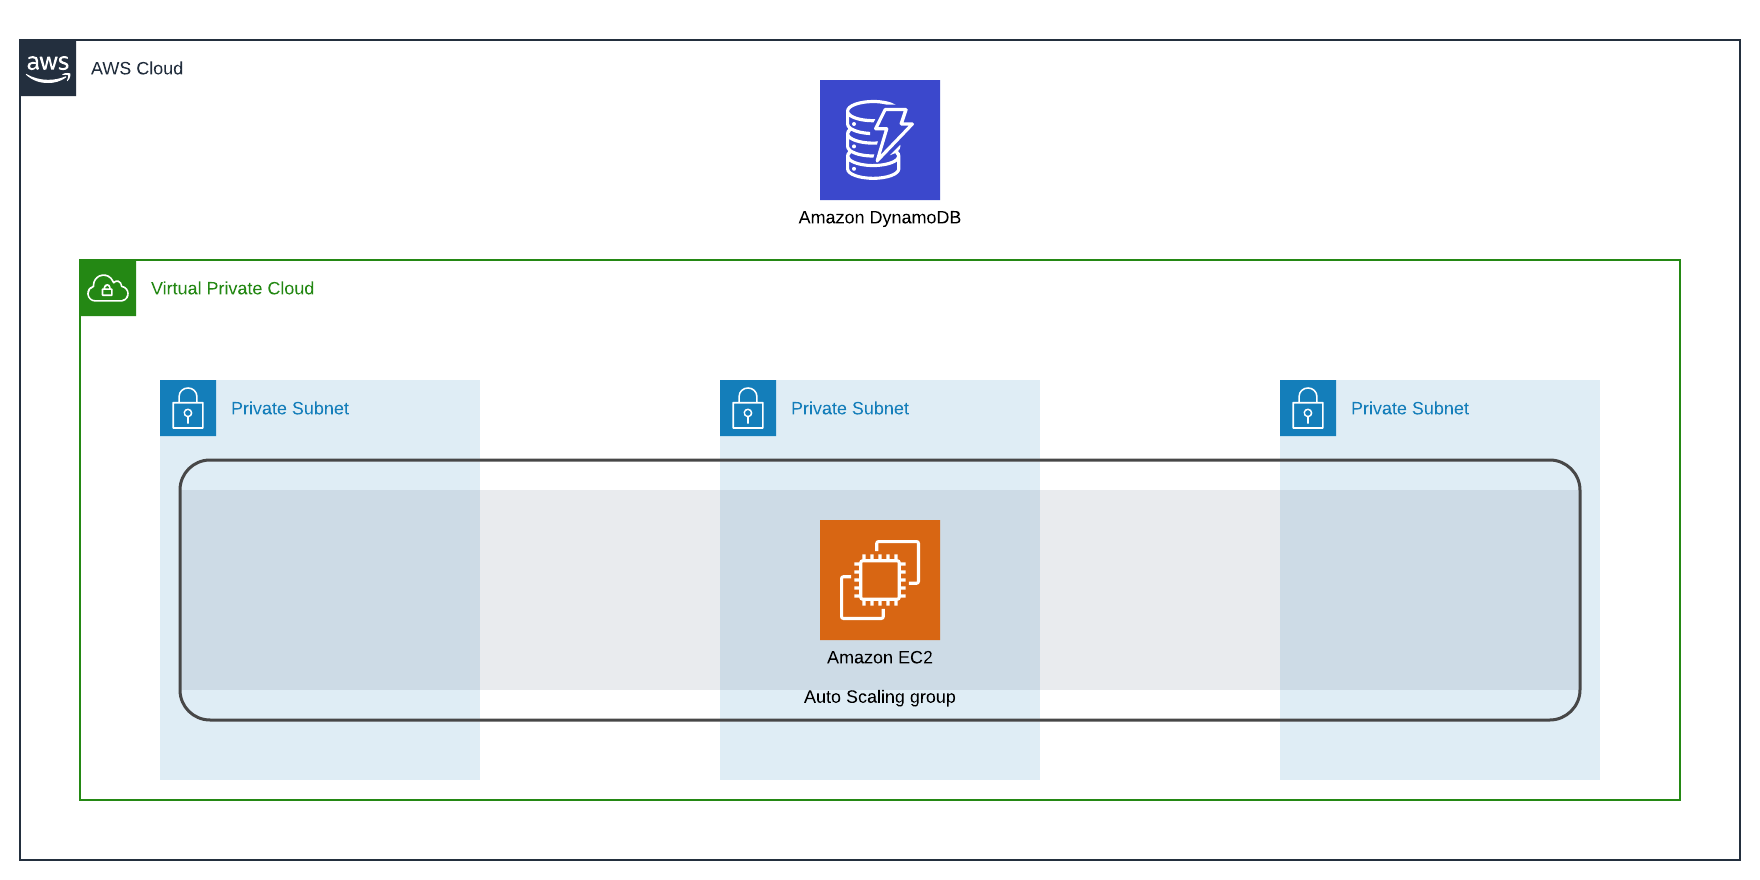 aws
AWS Cloud
Amazon DynamoDB
Virtual Private Cloud
Private Subnet
Private Subnet
Private Subnet
Amazon EC2
Auto Scaling group